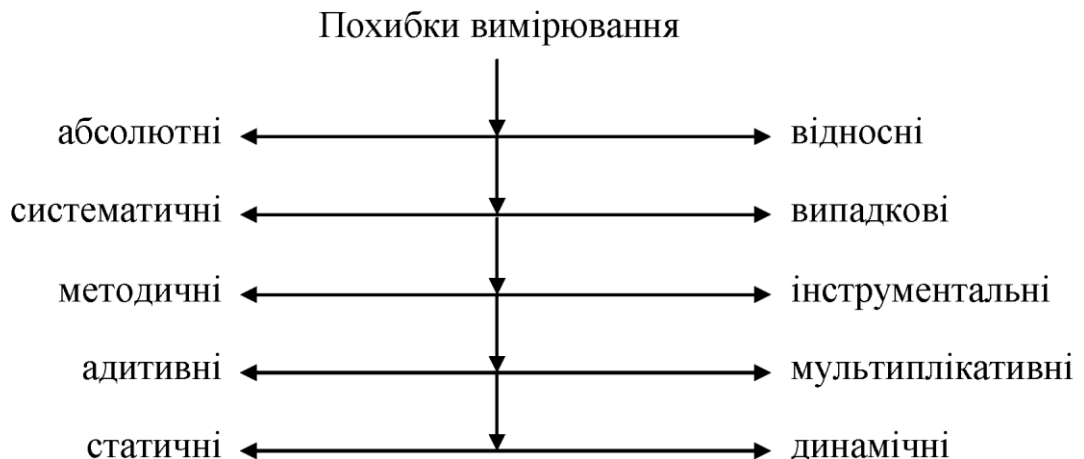 Похибки вимірювання
абсолютні відносні
систематичні випадкові
методичні інструментальні
адитивні мультиплікативні
статичні динамічні